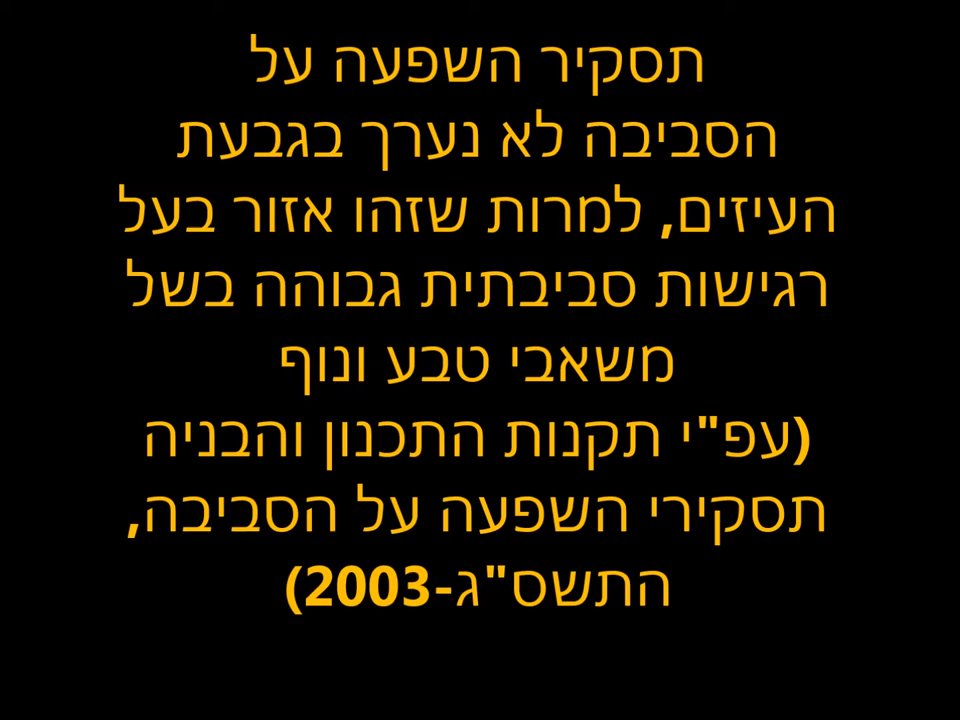 תסקיר השפעה על
הסביבה לא נערך בגבעת
העיזים, למרות שזהו אזור בעל
רגישות סביבתית גבוהה בשל
משאבי טבע ונוף
(עפ"י תקנות התכנון והבניה
תסקירי השפעה על הסביבה,
התשס"ג-2003)